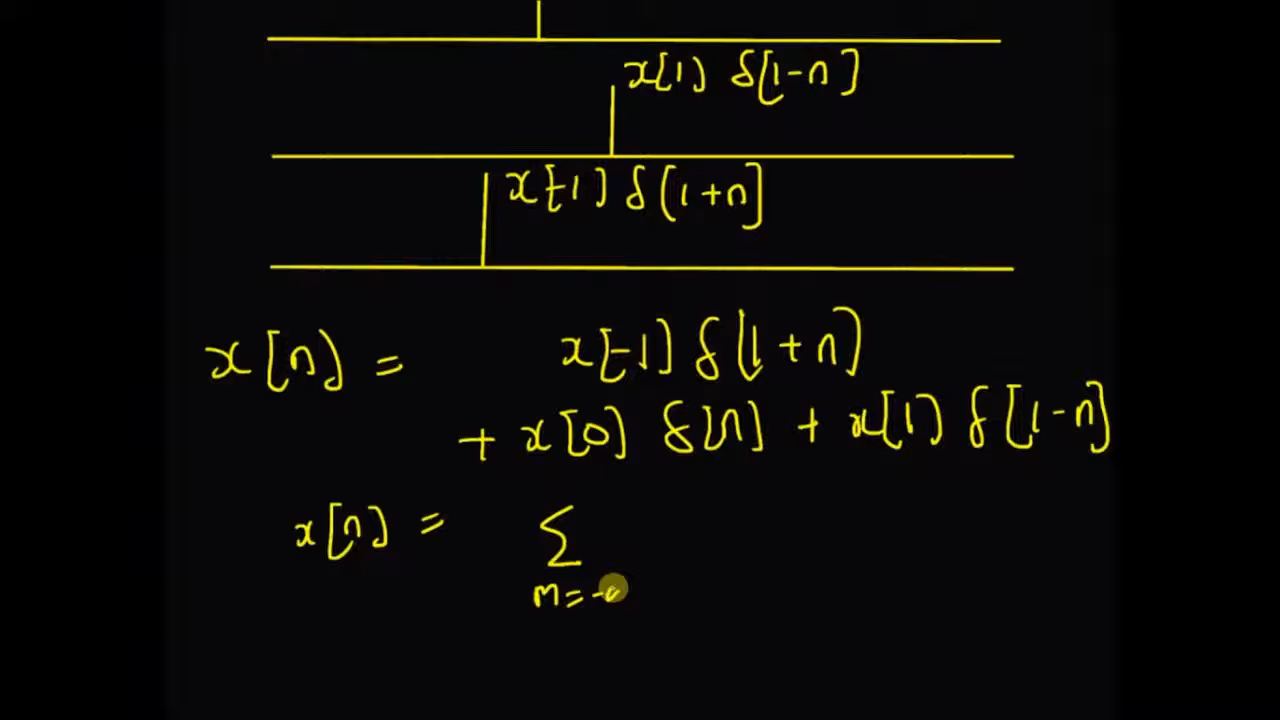 x[1] δ[1-n]
x[-1] δ[1+n]
x[n] = x[-1] δ[1+n]
+ x[0] δ[n] + x[1] δ[1-n]
x[n] = Σ
m=-